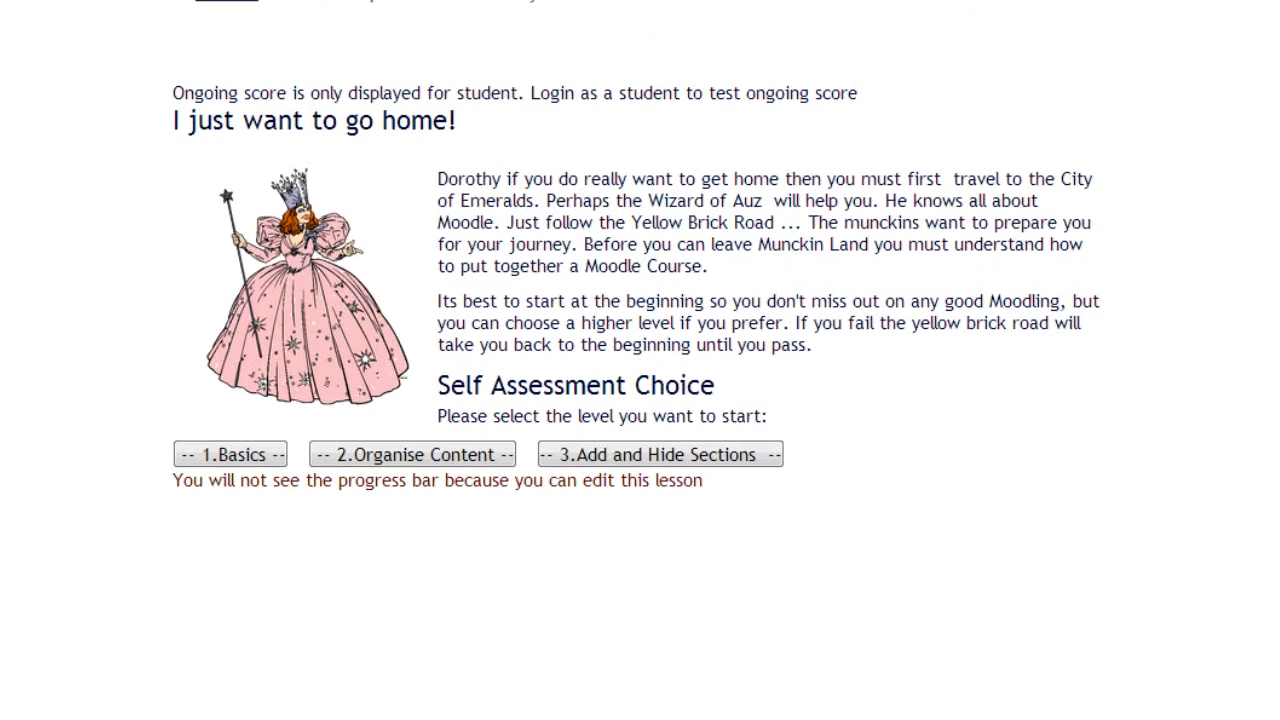 Ongoing score is only displayed for student. Login as a student to test ongoing score
I just want to go home!
Dorothy if you do really want to get home then you must first travel to the City
of Emeralds. Perhaps the Wizard of Auz will help you. He knows all about
Moodle. Just follow the Yellow Brick Road ... The munckins want to prepare you
for your journey. Before you can leave Munckin Land you must understand how
to put together a Moodle Course.
Its best to start at the beginning so you don't miss out on any good Moodling, but
you can choose a higher level if you prefer. If you fail the yellow brick road will
take you back to the beginning until you pass.
Self Assessment Choice
Please select the level you want to start:
-- 1.Basics -- -- 2.Organise Content -- -- 3.Add and Hide Sections --
You will not see the progress bar because you can edit this lesson